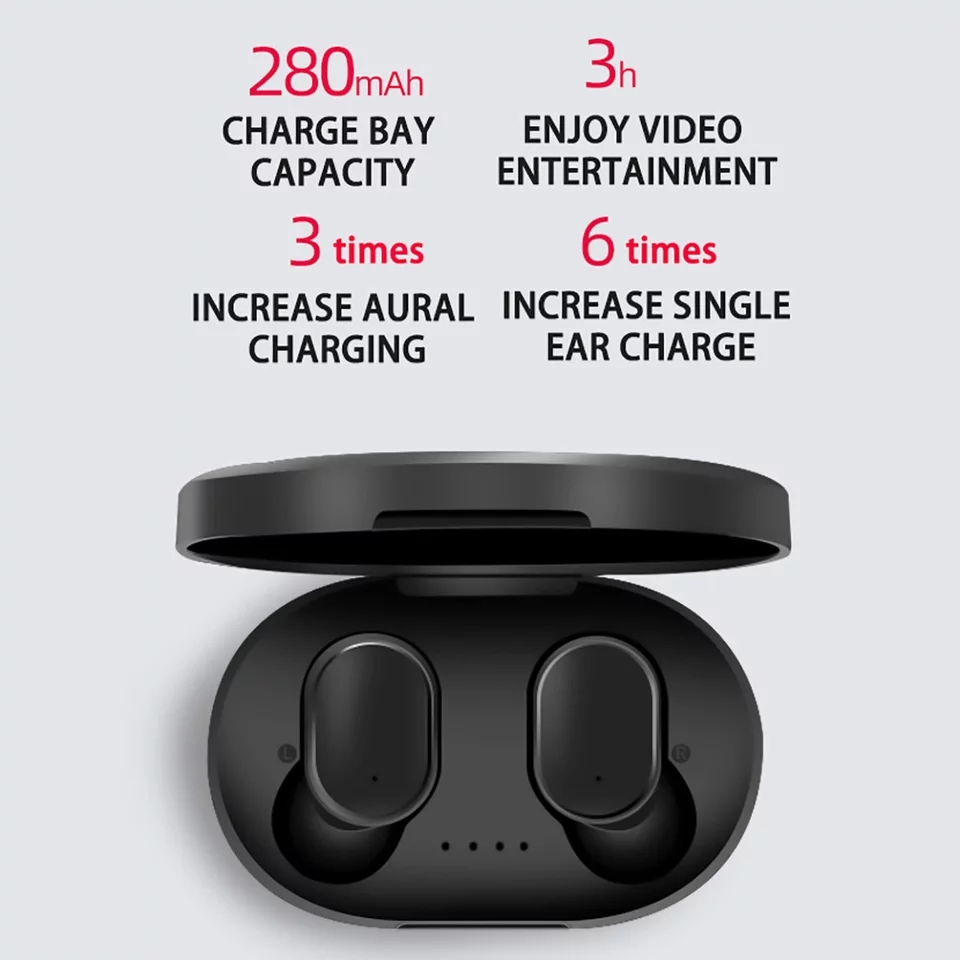 280mAh
CHARGE BAY
CAPACITY
3h
ENJOY VIDEO
ENTERTAINMENT
3 times
INCREASE AURAL
CHARGING
6 times
INCREASE SINGLE
EAR CHARGE
L
R